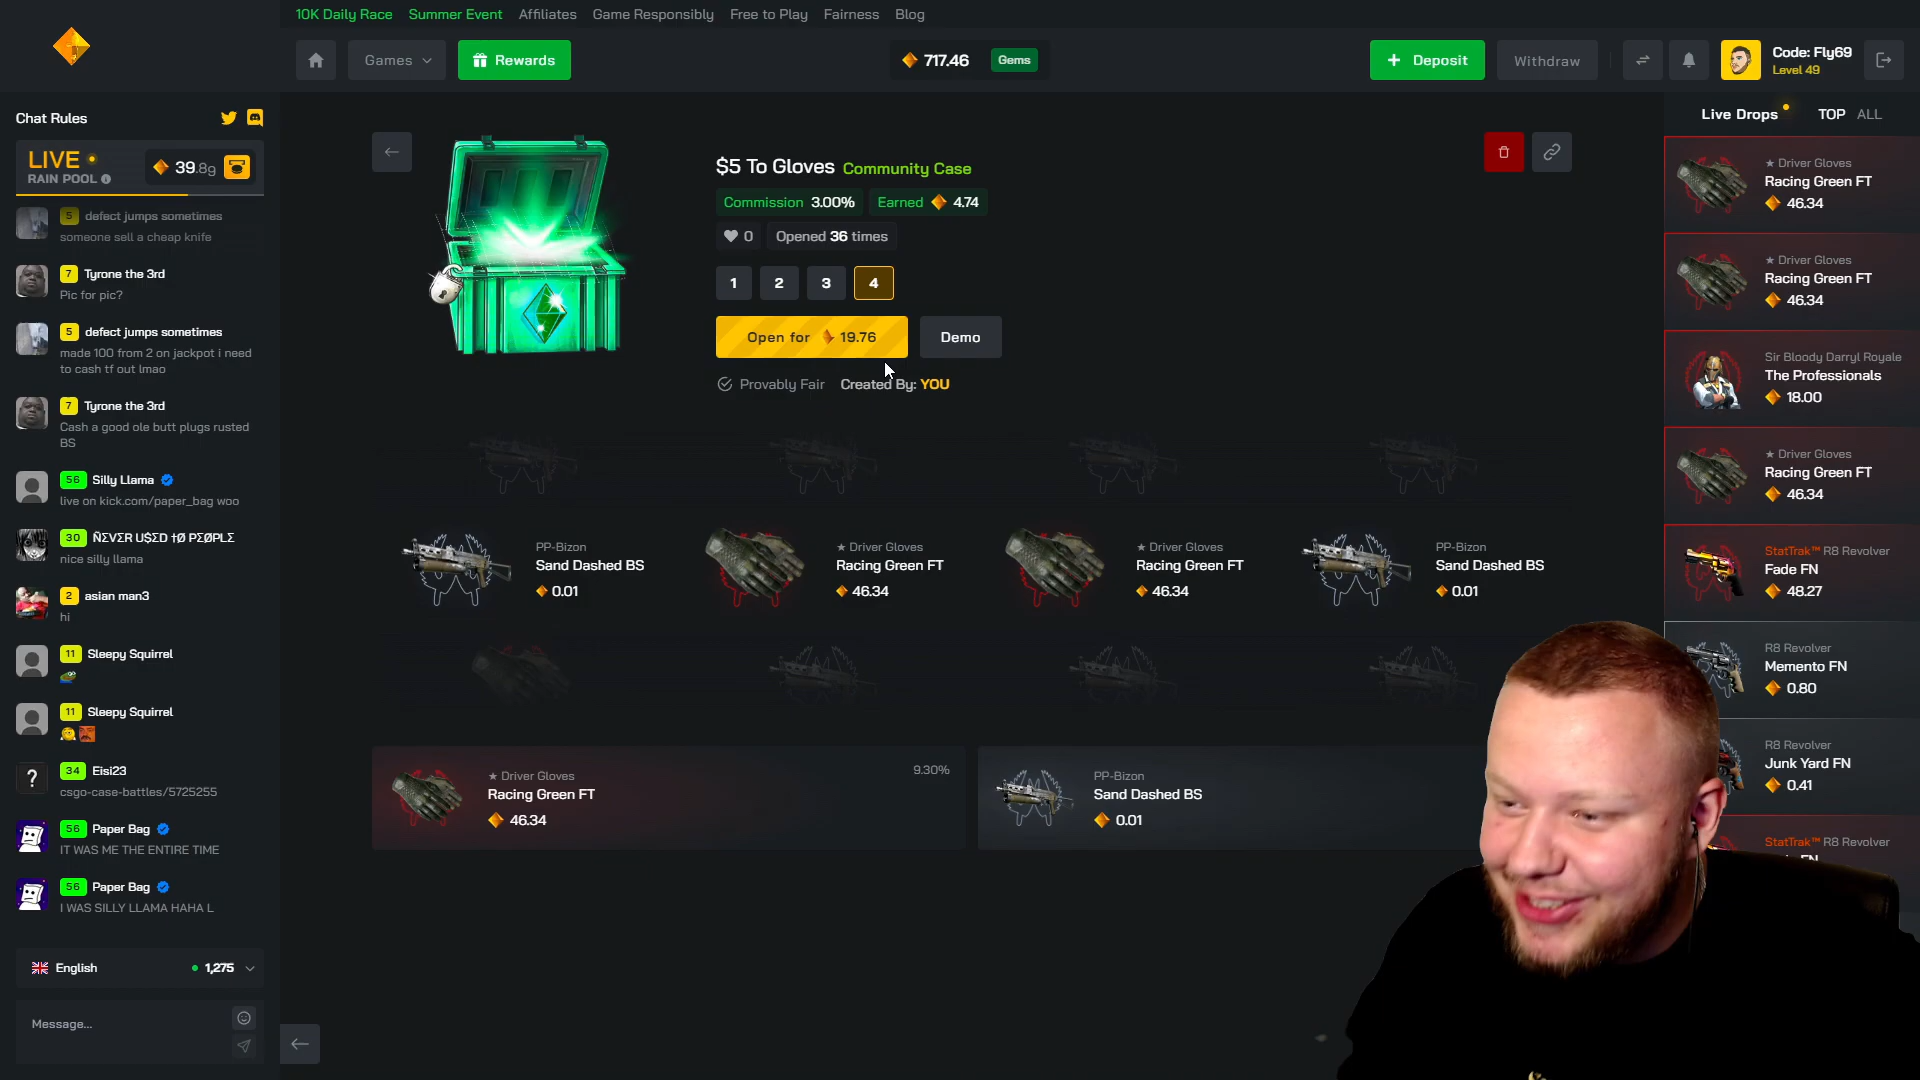 10K Daily Race
Summer Event
Affiliates
Game Responsibly
Free to Play
Fairness
Blog
Games
Rewards
717.46
Gems
Deposit
Withdraw
Code: Fly69
Level 49
Chat Rules
LIVE
RAIN POOL
39.89
5 defect jumps sometimes
someone sell a cheap knife
7 Tyrone the 3rd
Pic for pic?
5 defect jumps sometimes
made 100 from 2 on jackpot i need
to cash tf out lmao
7 Tyrone the 3rd
Cash a good ole butt plugs rusted
BS
56 Silly Llama
live on kick.com/paper_bag woo
30 ÑΣVΣR U$ΣD †Ø PΣØPLΣ
nice silly llama
2 asian man3
hi
11 Sleepy Squirrel
11 Sleepy Squirrel
34 Eisi23
csgo-case-battles/5725255
56 Paper Bag
IT WAS ME THE ENTIRE TIME
56 Paper Bag
I WAS SILLY LLAMA HAHA L
English
1,275
Message...
$5 To Gloves
Community Case
Commission 3.00%
Earned 4.74
0
Opened 36 times
1
2
3
4
Open for 19.76
Demo
Provably Fair
Created By: YOU
PP-Bizon
Sand Dashed BS
0.01
★ Driver Gloves
Racing Green FT
46.34
★ Driver Gloves
Racing Green FT
46.34
PP-Bizon
Sand Dashed BS
0.01
★ Driver Gloves
Racing Green FT
46.34
9.30%
PP-Bizon
Sand Dashed BS
0.01
Live Drops
TOP
ALL
★ Driver Gloves
Racing Green FT
46.34
★ Driver Gloves
Racing Green FT
46.34
Sir Bloody Darryl Royale
The Professionals
18.00
★ Driver Gloves
Racing Green FT
46.34
StatTrak™ R8 Revolver
Fade FN
48.27
R8 Revolver
Memento FN
0.80
R8 Revolver
Junk Yard FN
0.41
StatTrak™ R8 Revolver